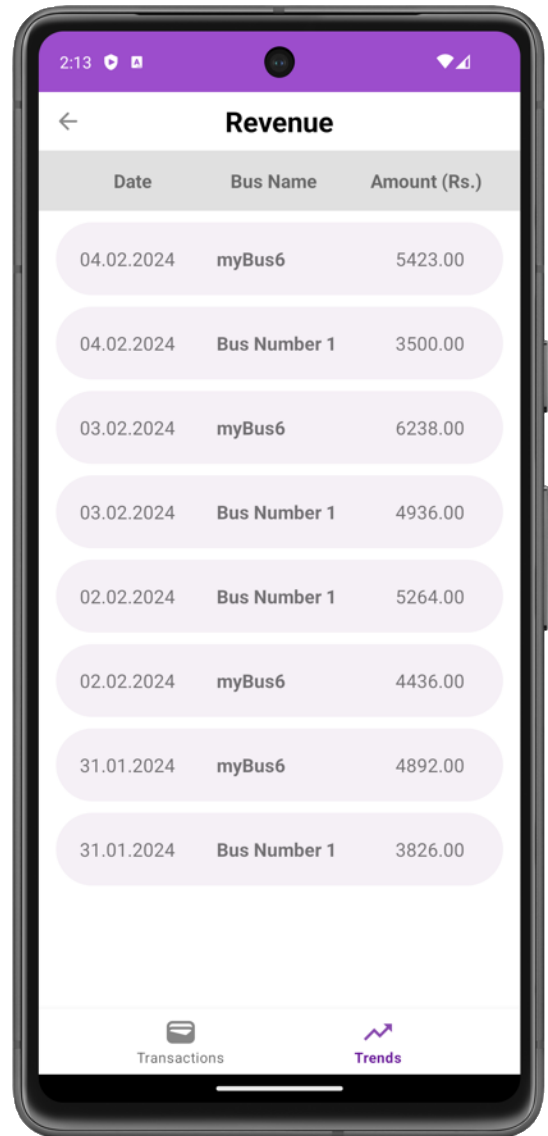 2:13
Revenue
Date Bus Name Amount (Rs.)
04.02.2024 myBus6 5423.00
04.02.2024 Bus Number 1 3500.00
03.02.2024 myBus6 6238.00
03.02.2024 Bus Number 1 4936.00
02.02.2024 Bus Number 1 5264.00
02.02.2024 myBus6 4436.00
31.01.2024 myBus6 4892.00
31.01.2024 Bus Number 1 3826.00
Transactions Trends